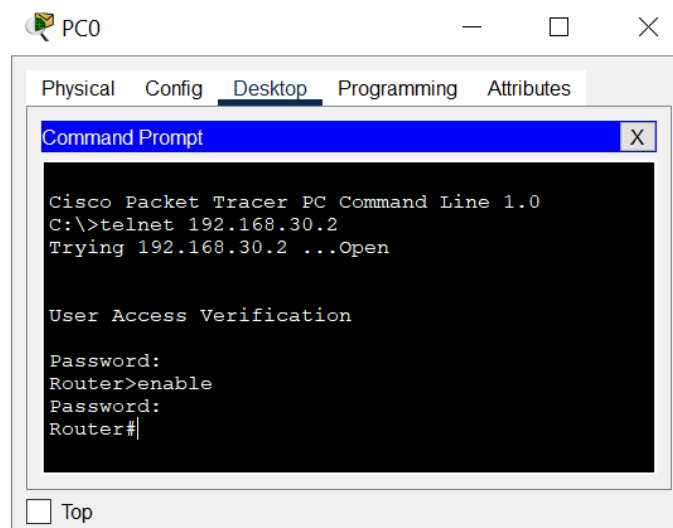 PC0
Physical Config Desktop Programming Attributes
Command Prompt X
Cisco Packet Tracer PC Command Line 1.0
C:\>telnet 192.168.30.2
Trying 192.168.30.2 ...Open
User Access Verification
Password:
Router>enable
Password:
Router#
Top